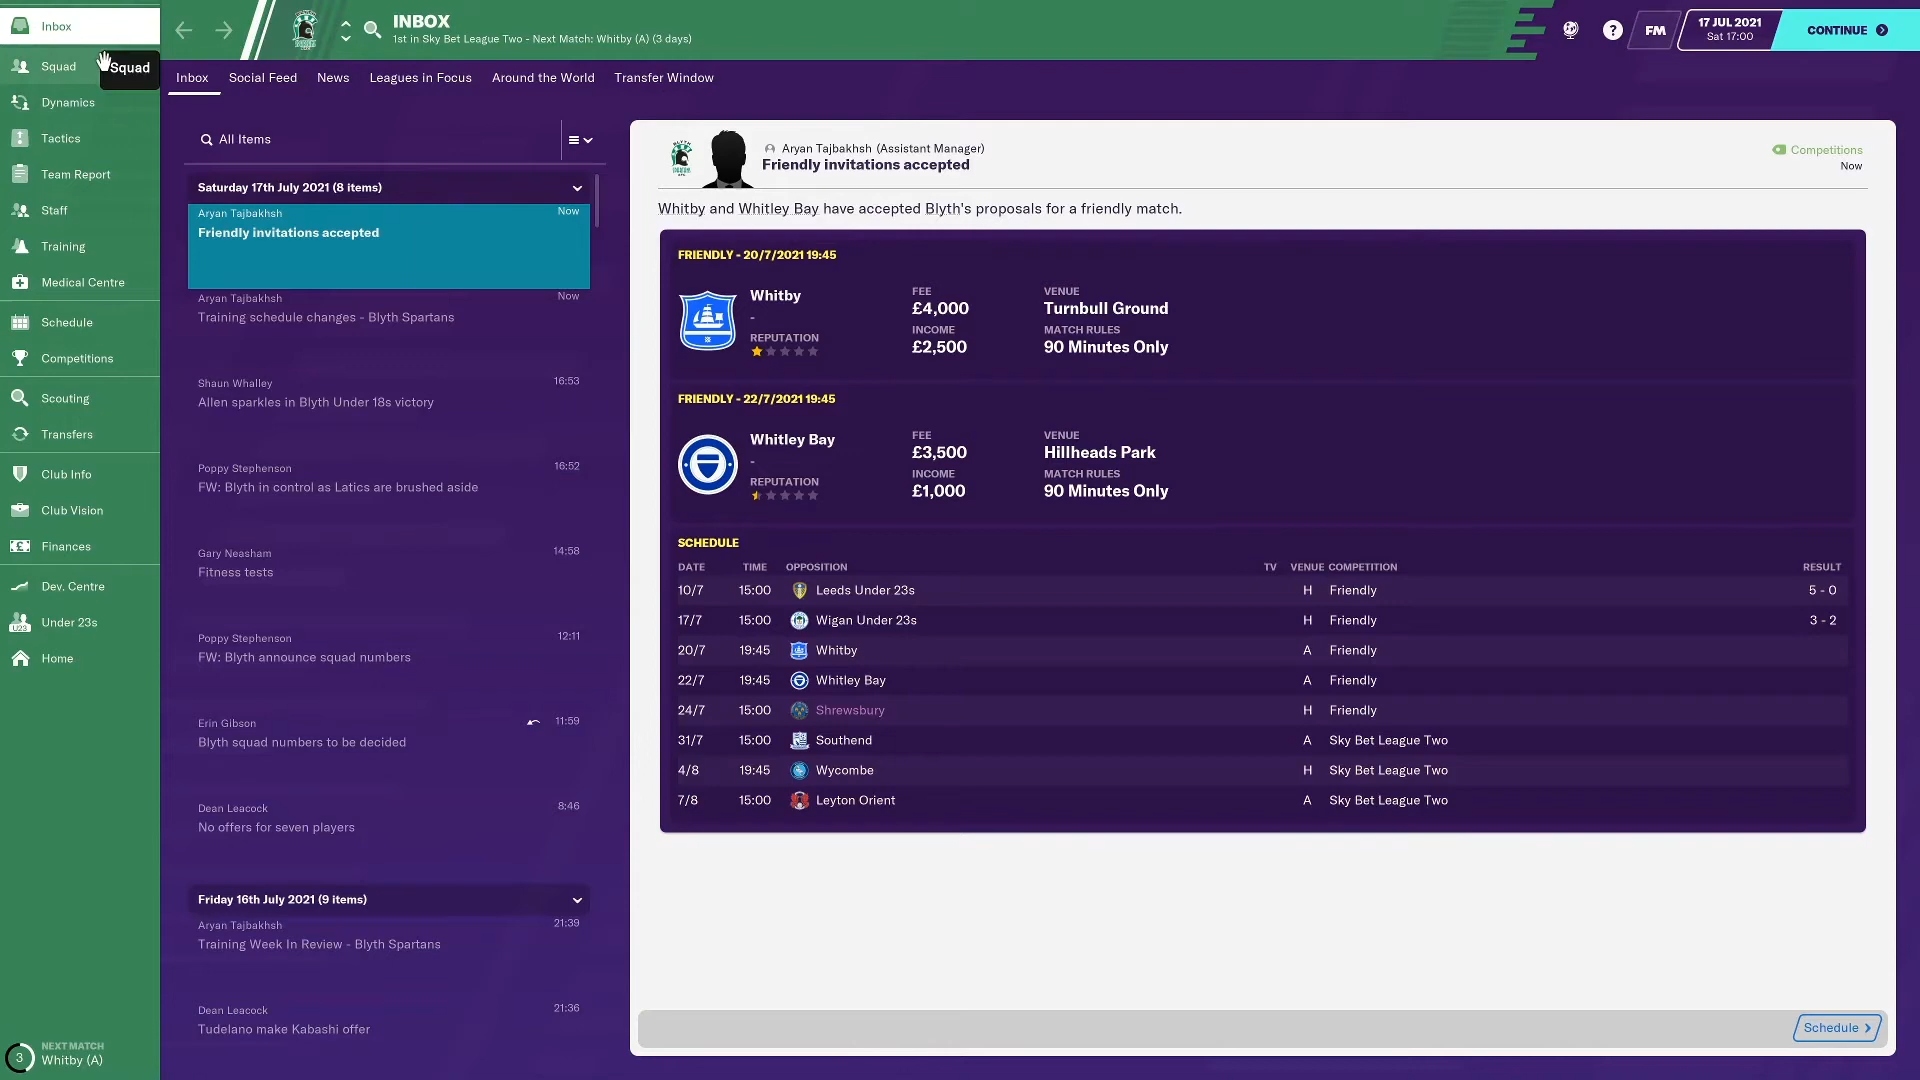 Inbox
Squad
Squad
Dynamics
Tactics
Team Report
Staff
Training
Medical Centre
Schedule
Competitions
Scouting
Transfers
Club Info
Club Vision
Finances
Dev. Centre
U23
Under 23s
Home
3
NEXT MATCH
Whitby (A)
INBOX
1st in Sky Bet League Two - Next Match: Whitby (A) (3 days)
?
FM
17 JUL 2021
Sat 17:00
CONTINUE
Inbox Social Feed News Leagues in Focus Around the World Transfer Window
All Items
Saturday 17th July 2021 (8 items)
Aryan Tajbakhsh Now
Friendly invitations accepted
Aryan Tajbakhsh Now
Training schedule changes - Blyth Spartans
Shaun Whalley 16:53
Allen sparkles in Blyth Under 18s victory
Poppy Stephenson 16:52
FW: Blyth in control as Latics are brushed aside
Gary Neasham 14:58
Fitness tests
Poppy Stephenson 12:11
FW: Blyth announce squad numbers
Erin Gibson 11:59
Blyth squad numbers to be decided
Dean Leacock 8:46
No offers for seven players
Friday 16th July 2021 (9 items)
Aryan Tajbakhsh 21:39
Training Week In Review - Blyth Spartans
Dean Leacock 21:36
Tudelano make Kabashi offer
Aryan Tajbakhsh (Assistant Manager)
Friendly invitations accepted
Competitions
Now
Whitby and Whitley Bay have accepted Blyth's proposals for a friendly match.
FRIENDLY - 20/7/2021 19:45
Whitby
-
REPUTATION
FEE
£4,000
INCOME
£2,500
VENUE
Turnbull Ground
MATCH RULES
90 Minutes Only
FRIENDLY - 22/7/2021 19:45
Whitley Bay
-
REPUTATION
FEE
£3,500
INCOME
£1,000
VENUE
Hillheads Park
MATCH RULES
90 Minutes Only
SCHEDULE
DATE TIME OPPOSITION TV VENUE COMPETITION RESULT
10/7 15:00 Leeds Under 23s H Friendly 5 - 0
17/7 15:00 Wigan Under 23s H Friendly 3 - 2
20/7 19:45 Whitby A Friendly
22/7 19:45 Whitley Bay A Friendly
24/7 15:00 Shrewsbury H Friendly
31/7 15:00 Southend A Sky Bet League Two
4/8 19:45 Wycombe H Sky Bet League Two
7/8 15:00 Leyton Orient A Sky Bet League Two
Schedule